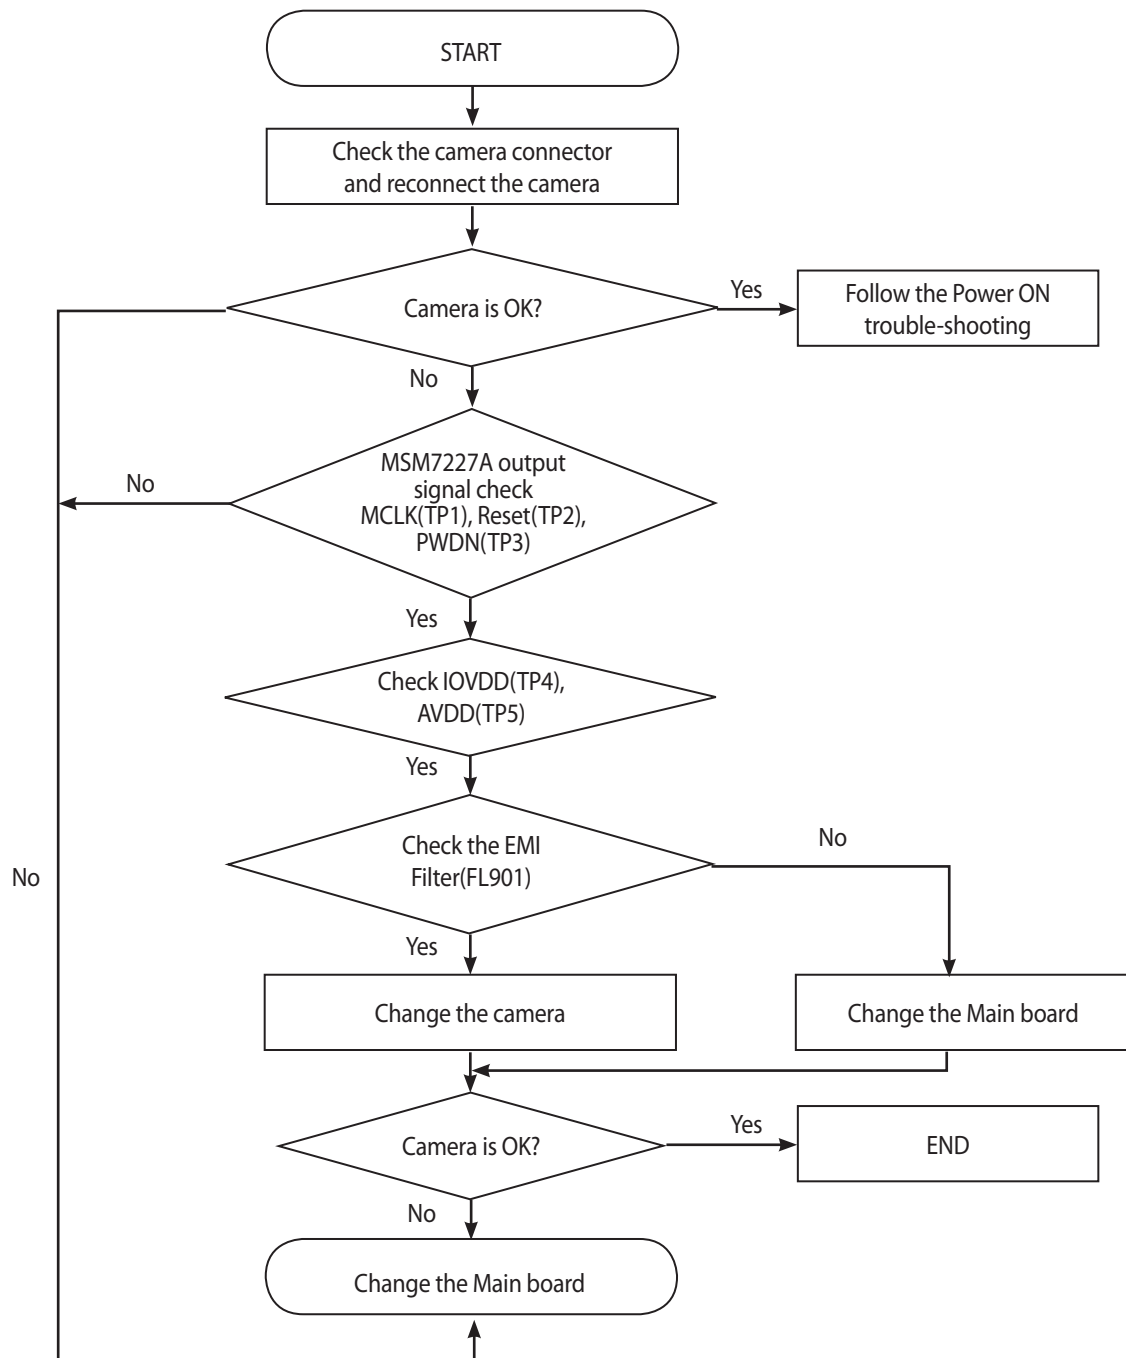 START
Check the camera connector
and reconnect the camera
Camera is OK?
Yes
Follow the Power ON
trouble-shooting
No
MSM7227A output
signal check
MCLK(TP1), Reset(TP2),
PWDN(TP3)
No
Yes
Check IOVDD(TP4),
AVDD(TP5)
Yes
Check the EMI
Filter(FL901)
No
No
Yes
Change the camera
Change the Main board
Camera is OK?
Yes
END
No
Change the Main board